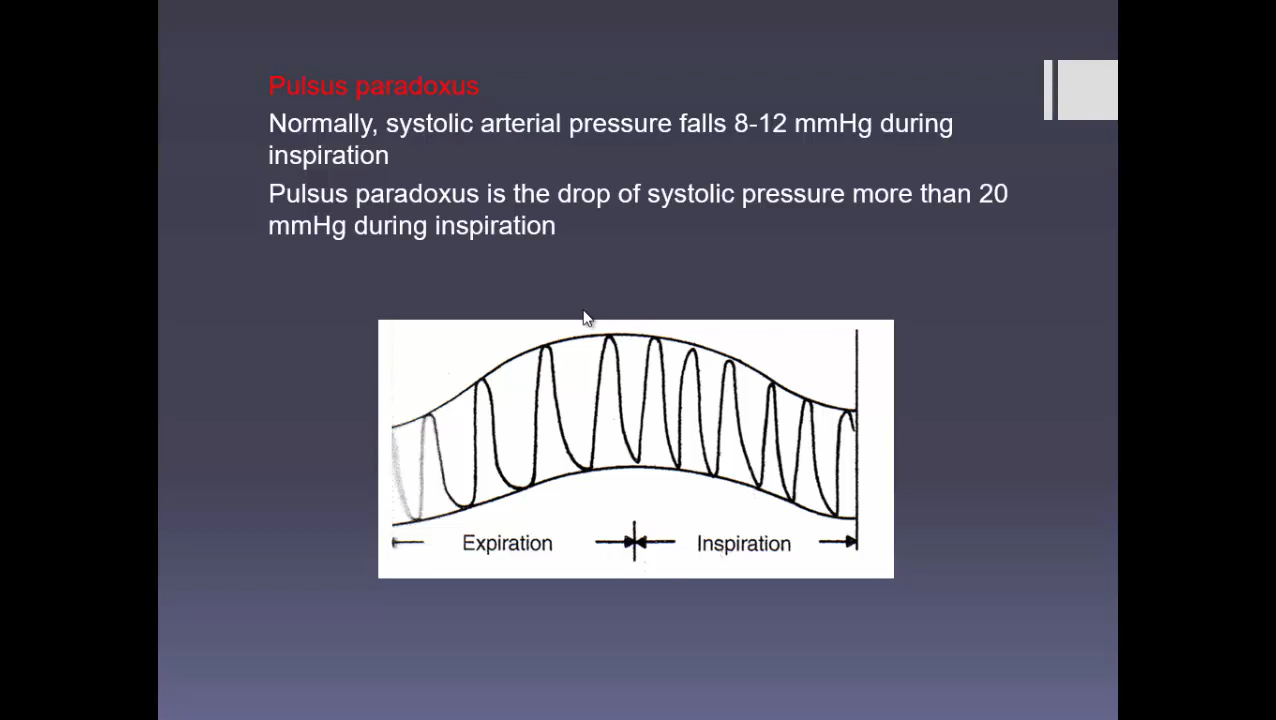 Pulsus paradoxus
Normally, systolic arterial pressure falls 8-12 mmHg during
inspiration
Pulsus paradoxus is the drop of systolic pressure more than 20
mmHg during inspiration
Expiration
Inspiration